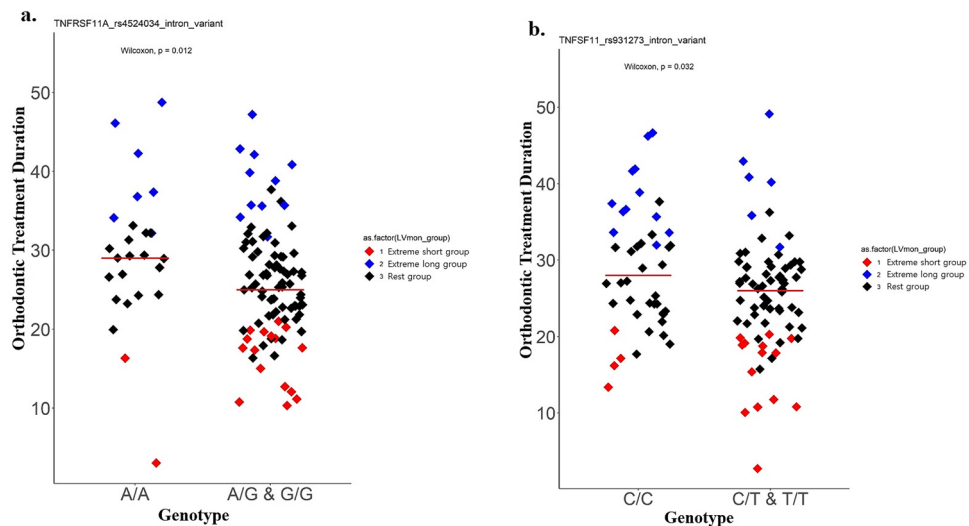 a.
TNFRSF11A_rs4524034_intron_variant
Wilcoxon, p = 0.012
Orthodontic Treatment Duration
50
40
30
20
10
A/A
A/G & G/G
Genotype
as.factor(LVmon_group)
1 Extreme short group
2 Extreme long group
3 Rest group
b.
TNFSF11_rs931273_intron_variant
Wilcoxon, p = 0.032
Orthodontic Treatment Duration
50
40
30
20
10
C/C
C/T & T/T
Genotype
as.factor(LVmon_group)
1 Extreme short group
2 Extreme long group
3 Rest group